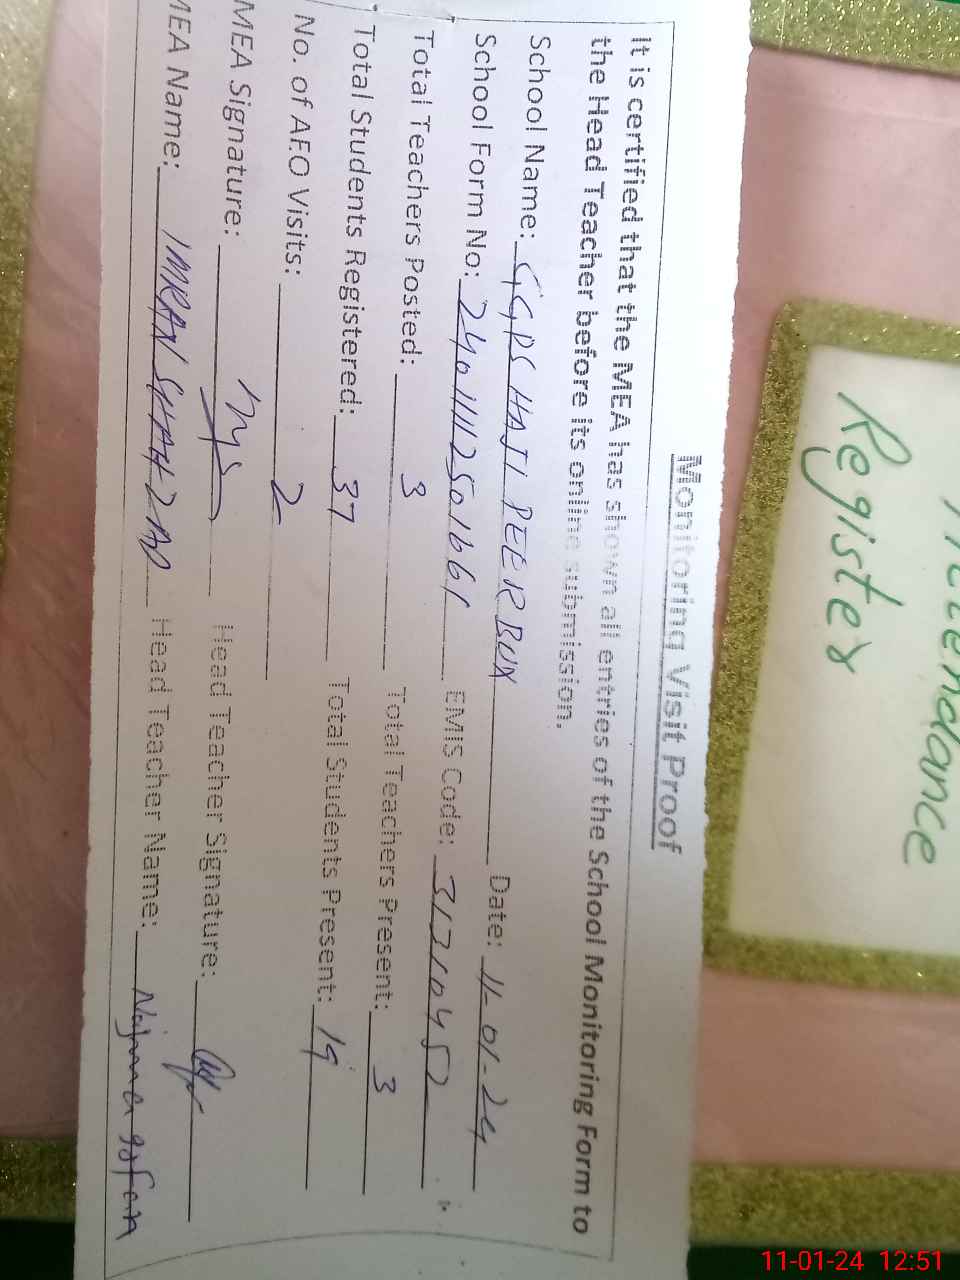 Monitoring Visit Proof
It is certified that the MEA has shown all entries of the School Monitoring Form to
the Head Teacher before its online submission.
School Name: GGPS HAJI PEER BUX Date: 11-01-24
School Form No: 24011112501661 EMIS Code: 31310452
Total Teachers Posted: 3 Total Teachers Present: 3
Total Students Registered: 37 Total Students Present: 19
No. of AEO Visits: 2
MEA Signature: Head Teacher Signature:
MEA Name: IMRAN SHAHZAD Head Teacher Name: Najma
Attendance
Register
11-01-24 12:51